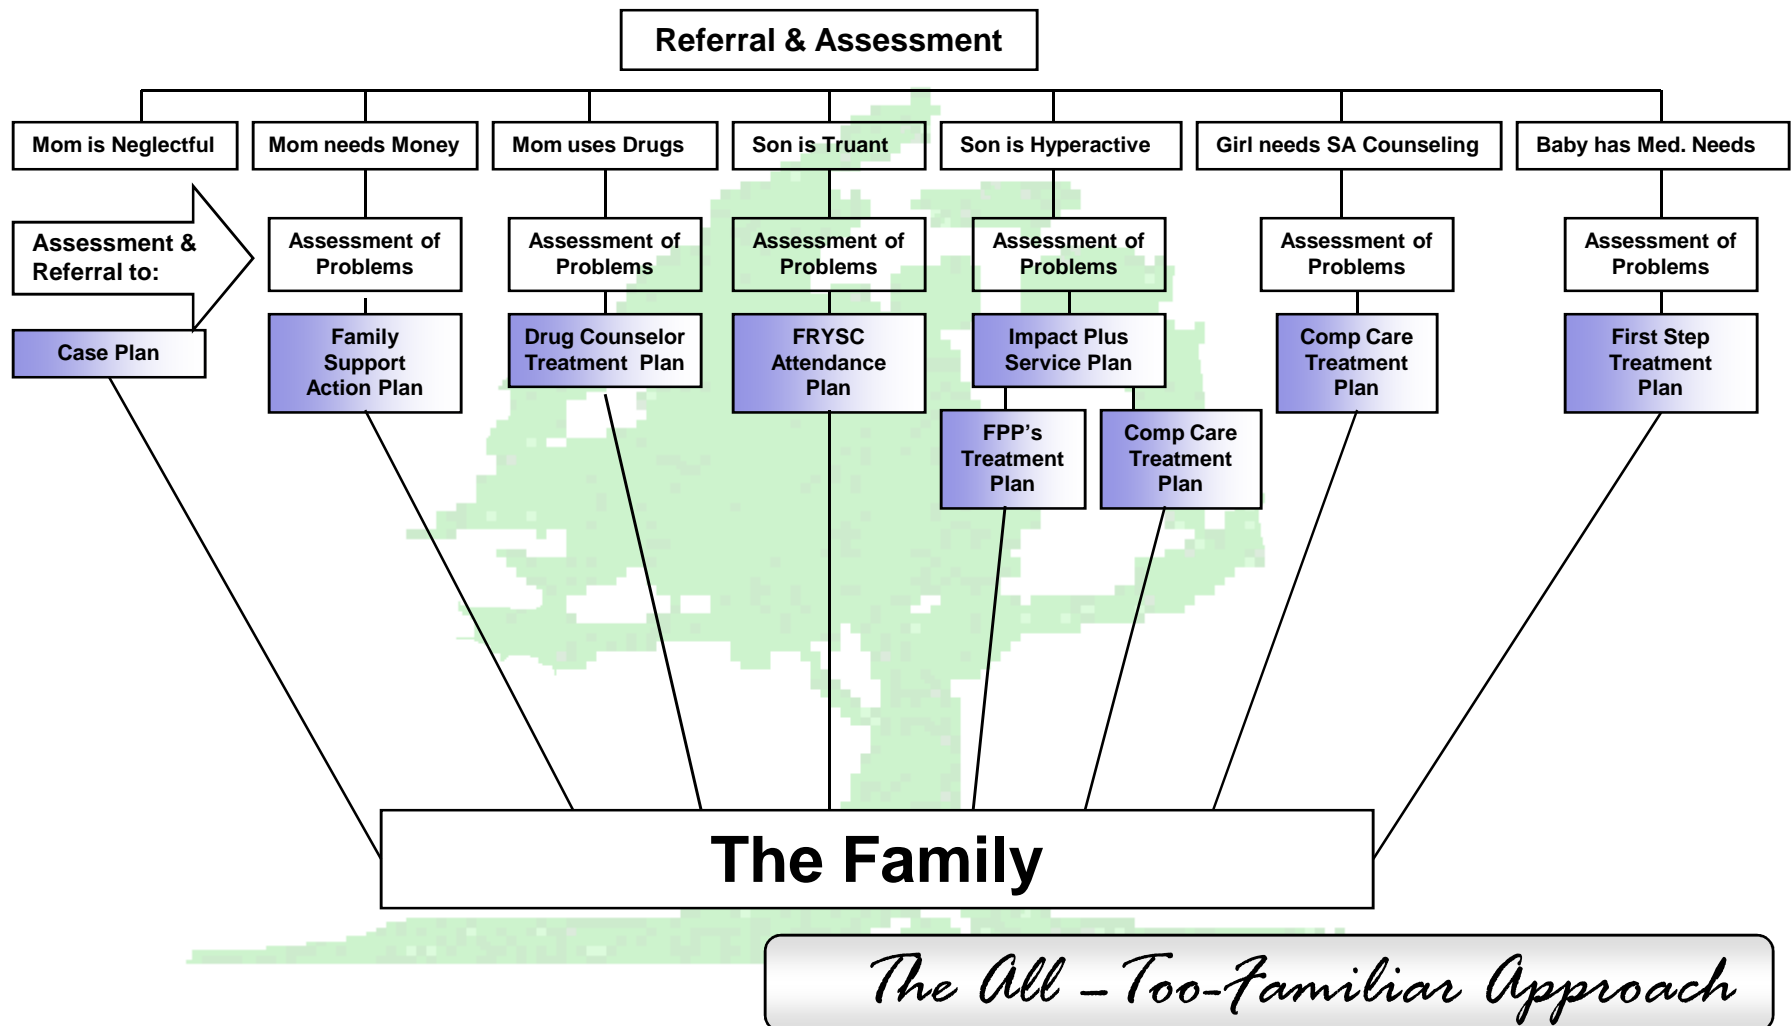 Referral & Assessment
Mom is Neglectful
Mom needs Money
Mom uses Drugs
Son is Truant
Son is Hyperactive
Girl needs SA Counseling
Baby has Med. Needs
Assessment &
Referral to:
Assessment of
Problems
Assessment of
Problems
Assessment of
Problems
Assessment of
Problems
Assessment of
Problems
Assessment of
Problems
Case Plan
Family
Support
Action Plan
Drug Counselor
Treatment Plan
FRYSC
Attendance
Plan
Impact Plus
Service Plan
Comp Care
Treatment
Plan
First Step
Treatment
Plan
FPP's
Treatment
Plan
Comp Care
Treatment
Plan
The Family
The All –Too-Familiar Approach